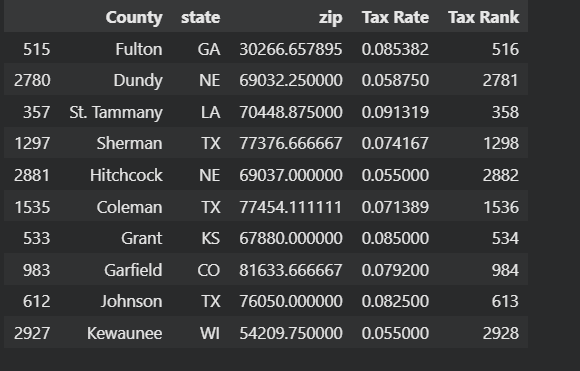 County state zip Tax Rate Tax Rank
515 Fulton GA 30266.657895 0.085382 516
2780 Dundy NE 69032.250000 0.058750 2781
357 St. Tammany LA 70448.875000 0.091319 358
1297 Sherman TX 77376.666667 0.074167 1298
2881 Hitchcock NE 69037.000000 0.055000 2882
1535 Coleman TX 77454.111111 0.071389 1536
533 Grant KS 67880.000000 0.085000 534
983 Garfield CO 81633.666667 0.079200 984
612 Johnson TX 76050.000000 0.082500 613
2927 Kewaunee WI 54209.750000 0.055000 2928